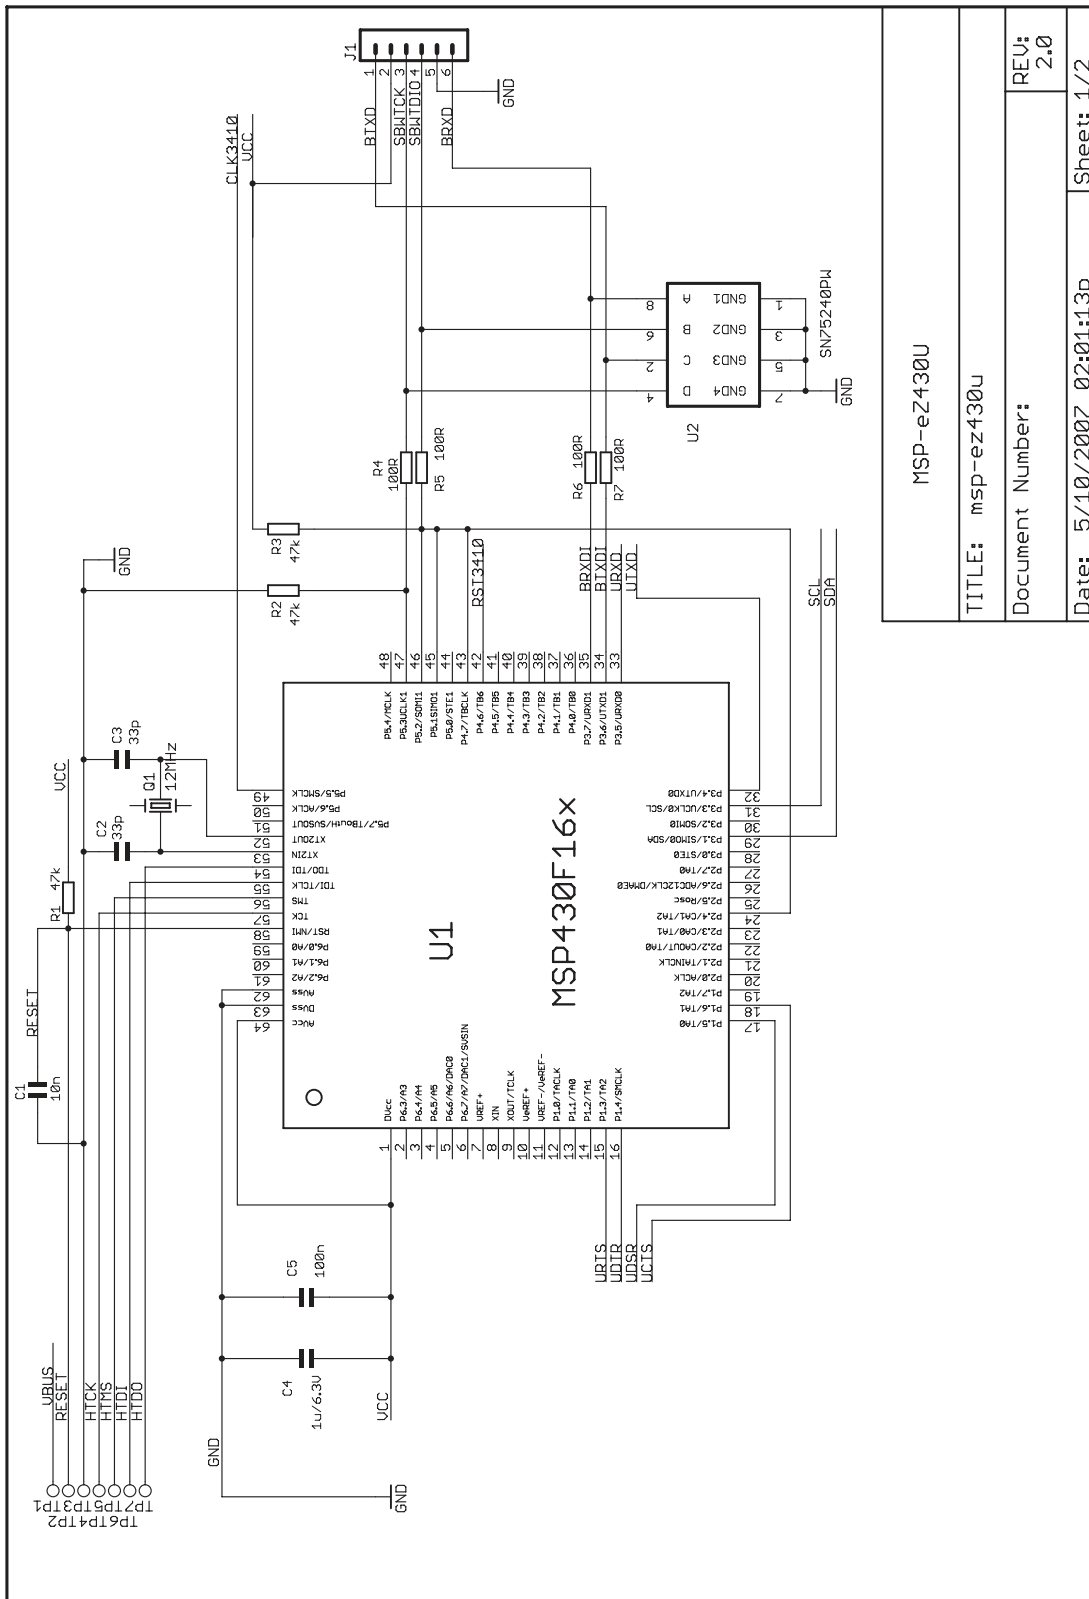 J1
1
2
3
4
5
6
BTXD
SBWTCK
SBWTDIO
BRXD
GND
CLK3410
VCC
SN75240PW
U2
8 A GND1 1
6 B GND2 3
2 C GND3 5
4 D GND4 7
GND
R4
100R
R5
100R
R6
100R
R7
100R
R3
47k
R2
47k
GND
RST3410
BRXDI
BTXDI
URXD
UTXD
SCL
SDA
C3
33p
Q1
12MHz
C2
33p
VCC
R1
47k
RESET
C1
10n
48 P5.4/MCLK
47 P5.3UCLK1
46 P5.2/SOMI1
45 P5.1SIMO1
44 P5.0/STE1
43 P4.7/TBCLK
42 P4.6/TB6
41 P4.5/TB5
40 P4.4/TB4
39 P4.3/TB3
38 P4.2/TB2
37 P4.1/TB1
36 P4.0/TB0
35 P3.7/URXD1
34 P3.6/UTXD1
33 P3.5/URXD0
49 P5.5/SMCLK
50 P5.6/ACLK
51 P5.7/TBoutH/SVSOUT
52 XT2OUT
53 XT2IN
54 TDO/TDI
55 TDI/TCLK
56 TMS
57 TCK
58 RST/NMI
59 P6.0/A0
60 P6.1/A1
61 P6.2/A2
62 AVss
63 DVss
64 AVcc
P3.4/UTXD0 32
P3.3/UCLK0/SCL 31
P3.2/SOMI0 30
P3.1/SIMO0/SDA 29
P3.0/STE0 28
P2.7/TA0 27
P2.6/ADC12CLK/DMAE0 26
P2.5/Rosc 25
P2.4/CA1/TA2 24
P2.3/CA0/TA1 23
P2.2/CAOUT/TA0 22
P2.1/TAINCLK 21
P2.0/ACLK 20
P1.7/TA2 19
P1.6/TA1 18
P1.5/TA0 17
U1
MSP430F16x
1 DVcc
2 P6.3/A3
3 P6.4/A4
4 P6.5/A5
5 P6.6/A6/DAC0
6 P6.7/A7/DAC1/SVSIN
7 VREF+
8 XIN
9 XOUT/TCLK
10 VeREF+
11 VREF-/VeREF-
12 P1.0/TACLK
13 P1.1/TA0
14 P1.2/TA1
15 P1.3/TA2
16 P1.4/SMCLK
URTS
UDTR
UDSR
UCTS
C5
100n
C4
1u/6.3V
VCC
GND
GND
VBUS
RESET
HTCK
HTMS
HTDI
HTDO
TP1
TP2
TP3
TP4
TP5
TP6
TP7
MSP-eZ430U
TITLE: msp-ez430u
Document Number:
REV:
2.0
Date: 5/10/2007 02:01:13p
Sheet: 1/2